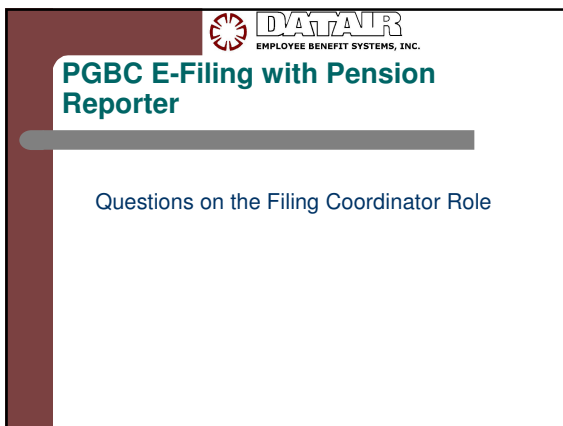 DATAIR
EMPLOYEE BENEFIT SYSTEMS, INC.
PGBC E-Filing with Pension
Reporter
Questions on the Filing Coordinator Role